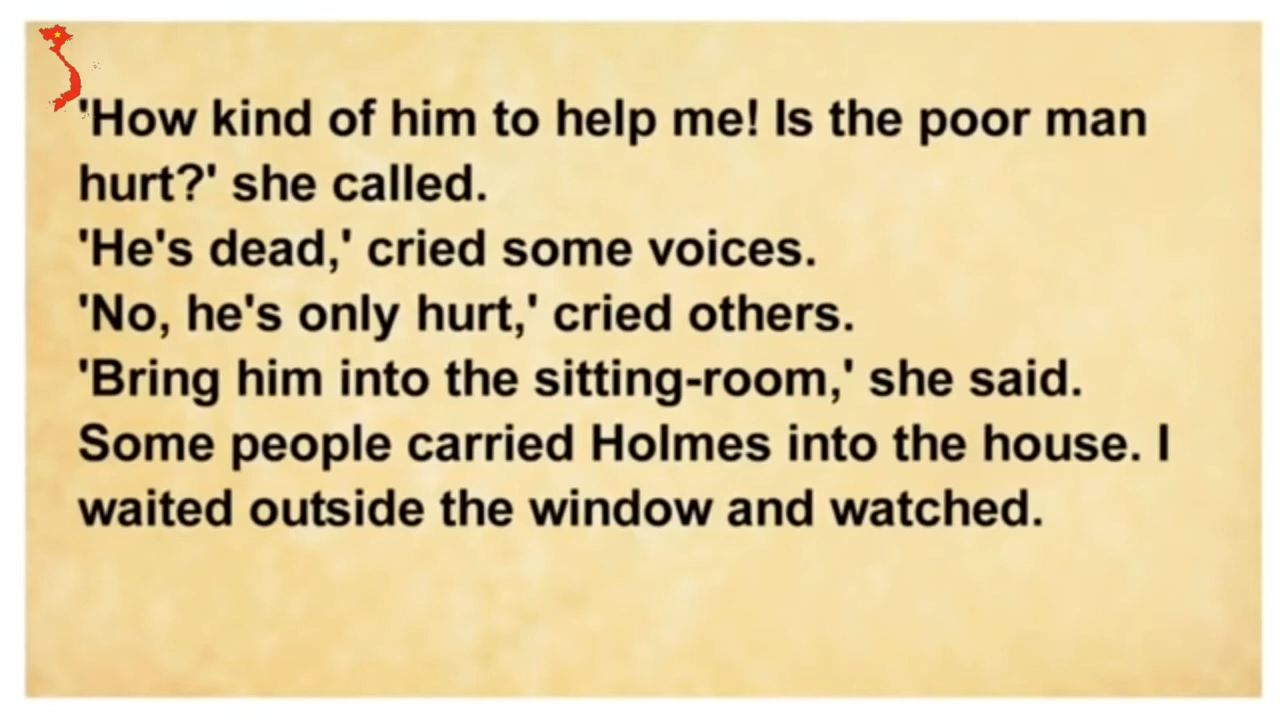 'How kind of him to help me! Is the poor man
hurt?' she called.
'He's dead,' cried some voices.
'No, he's only hurt,' cried others.
'Bring him into the sitting-room,' she said.
Some people carried Holmes into the house. I
waited outside the window and watched.